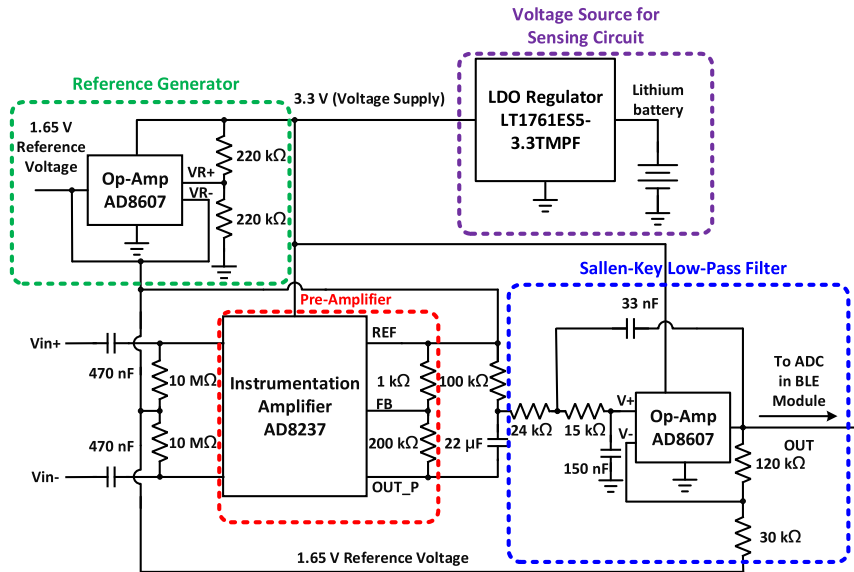 Voltage Source for
Sensing Circuit
Reference Generator
3.3 V (Voltage Supply)
LDO Regulator
LT1761ES5-
3.3TMPF
Lithium
battery
1.65 V
Reference
Voltage
Op-Amp
AD8607
VR+
VR-
220 kΩ
220 kΩ
Sallen-Key Low-Pass Filter
Pre-Amplifier
33 nF
Vin+
470 nF
10 MΩ
Instrumentation
Amplifier
AD8237
REF
1 kΩ
100 kΩ
FB
470 nF
10 MΩ
200 kΩ
22 µF
Vin-
OUT_P
24 kΩ
15 kΩ
150 nF
V+
V-
Op-Amp
AD8607
To ADC
in BLE
Module
OUT
120 kΩ
30 kΩ
1.65 V Reference Voltage